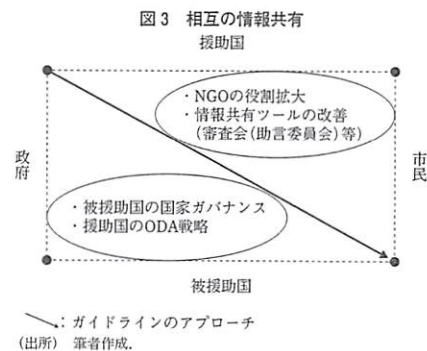 図3 相互の情報共有
援助国
・NGOの役割拡大
・情報共有ツールの改善
(審査会(助言委員会)等)
政府
市民
・被援助国の国家ガバナンス
・援助国のODA戦略
被援助国
：ガイドラインのアプローチ
(出所) 筆者作成.